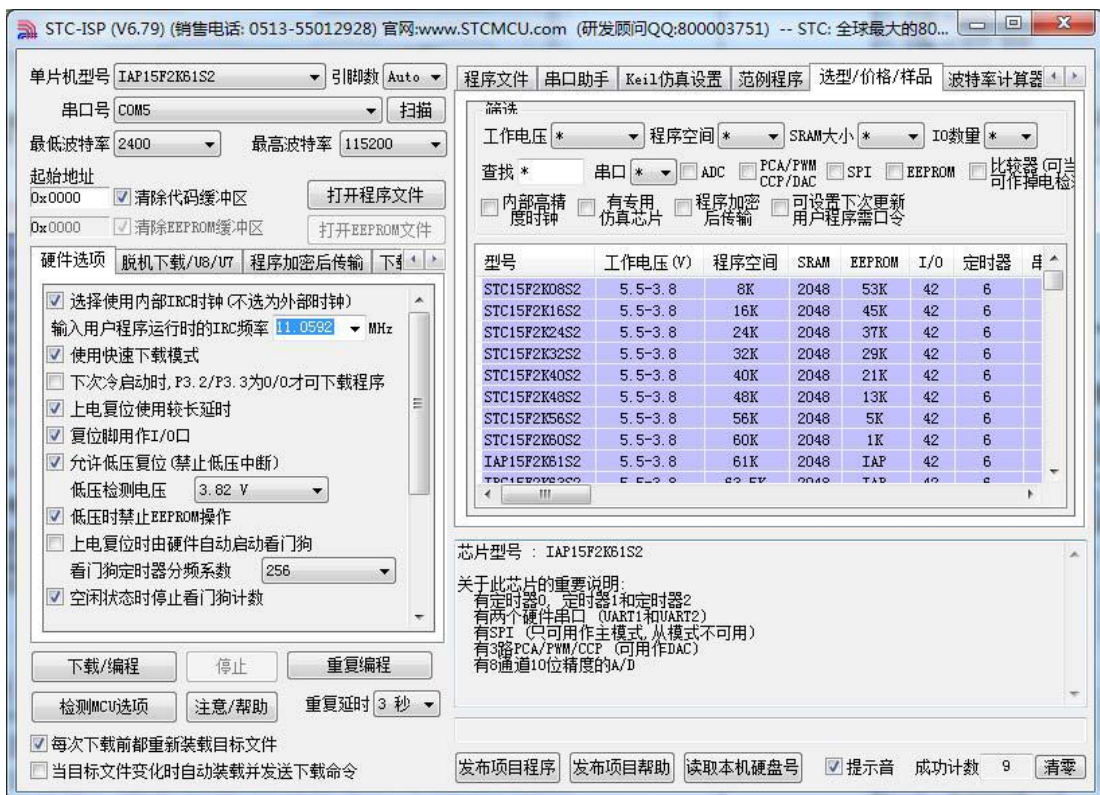 STC-ISP (V6.79) (销售电话: 0513-55012928) 官网:www.STCMCU.com (研发顾问QQ:800003751) -- STC: 全球最大的80...
单片机型号 IAP15F2K61S2 引脚数 Auto
串口号 COM5 扫描
最低波特率 2400 最高波特率 115200
起始地址
0x0000 清除代码缓冲区 打开程序文件
0x0000 清除EEPROM缓冲区 打开EEPROM文件
硬件选项 脱机下载/U8/U7 程序加密后传输
选择使用内部IRC时钟(不选为外部时钟)
输入用户程序运行时的IRC频率 11.0592 MHz
使用快速下载模式
下次冷启动时,P3.2/P3.3为0/0才可下载程序
上电复位使用较长延时
复位脚用作I/O口
允许低压复位(禁止低压中断)
低压检测电压 3.82 V
低压时禁止EEPROM操作
上电复位时由硬件自动启动看门狗
看门狗定时器分频系数 256
空闲状态时停止看门狗计数
下载/编程 停止 重复编程
检测MCU选项 注意/帮助 重复延时 3 秒
每次下载前都重新装载目标文件
当目标文件变化时自动装载并发送下载命令
程序文件 串口助手 Keil仿真设置 范例程序 选型/价格/样品 波特率计算器
筛选
工作电压 * 程序空间 * SRAM大小 * IO数量 *
查找 * 串口 * ADC PCA/PWM CCP/DAC SPI EEPROM 比较器(可当 可作掉电检
内部高精度时钟 有专用仿真芯片 程序加密后传输 可设置下次更新用户程序需口令
型号 工作电压(V) 程序空间 SRAM EEPROM I/O 定时器
STC15F2K08S2 5.5-3.8 8K 2048 53K 42 6
STC15F2K16S2 5.5-3.8 16K 2048 45K 42 6
STC15F2K24S2 5.5-3.8 24K 2048 37K 42 6
STC15F2K32S2 5.5-3.8 32K 2048 29K 42 6
STC15F2K40S2 5.5-3.8 40K 2048 21K 42 6
STC15F2K48S2 5.5-3.8 48K 2048 13K 42 6
STC15F2K56S2 5.5-3.8 56K 2048 5K 42 6
STC15F2K60S2 5.5-3.8 60K 2048 1K 42 6
IAP15F2K61S2 5.5-3.8 61K 2048 IAP 42 6
芯片型号 : IAP15F2K61S2
关于此芯片的重要说明:
有定时器0, 定时器1和定时器2
有两个硬件串口 (UART1和UART2)
有SPI (只可用作主模式,从模式不可用)
有3路PCA/PWM/CCP (可用作DAC)
有8通道10位精度的A/D
发布项目程序 发布项目帮助 读取本机硬盘号 提示音 成功计数 9 清零